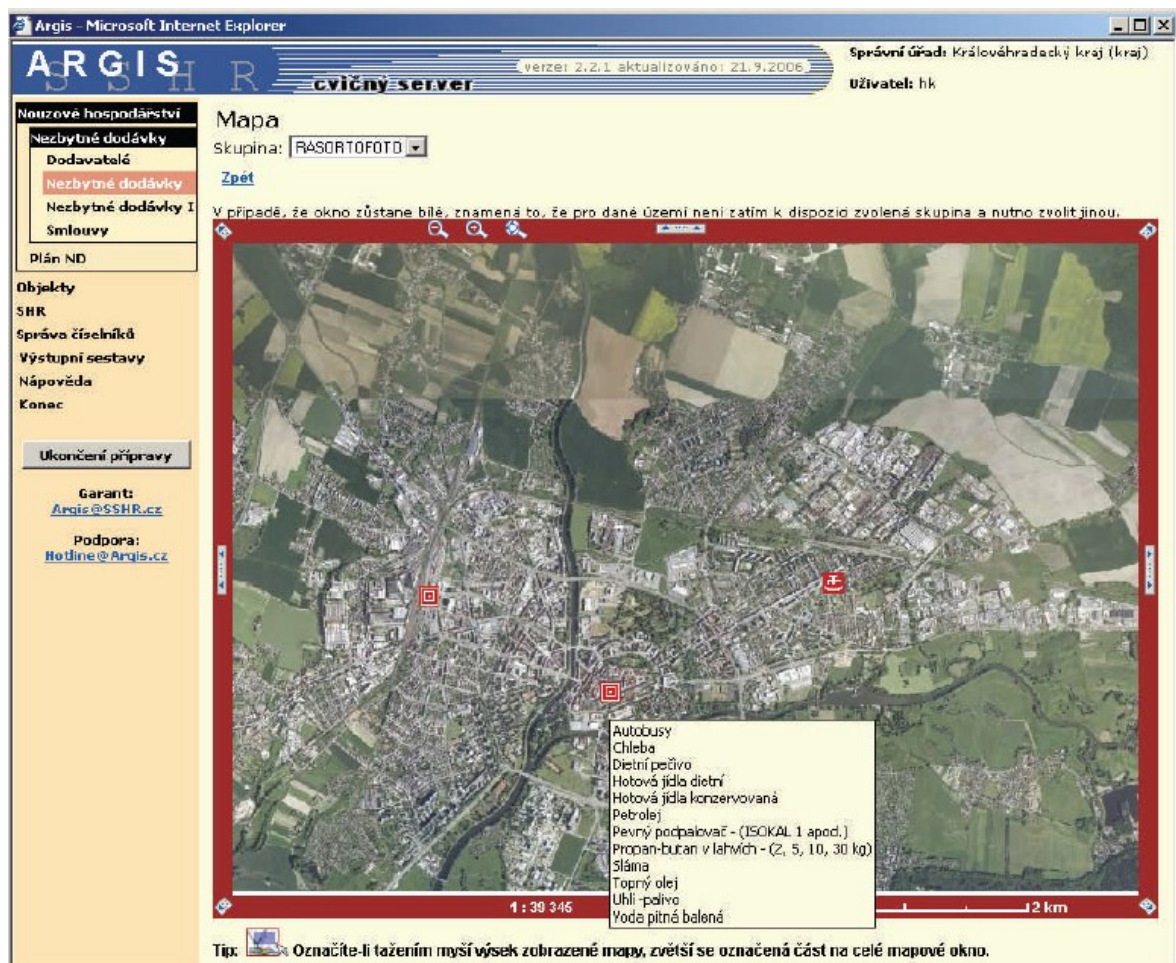 Argis - Microsoft Internet Explorer
ARGIS
SSHR
verze: 2.2.1 aktualizováno: 21.9.2006
cvičný server
Správní úřad: Královéhradecký kraj (kraj)
Uživatel: hk
Nouzové hospodářství
Nezbytné dodávky
Dodavatelé
Nezbytné dodávky
Nezbytné dodávky I
Smlouvy
Plán ND
Objekty
SHR
Správa číselníků
Výstupní sestavy
Nápověda
Konec
Ukončení přípravy
Garant:
Argis@SSHR.cz
Podpora:
Hotline@Argis.cz
Mapa
Skupina: RASORTOFOTO
Zpět
V případě, že okno zůstane bílé, znamená to, že pro dané území není zatím k dispozici zvolená skupina a nutno zvolit jinou.
Autobusy
Chleba
Dietní pečivo
Hotová jídla dietní
Hotová jídla konzervovaná
Petrolej
Pevný podpalovač - (ISOKAL 1 apod.)
Propan-butan v lahvích - (2, 5, 10, 30 kg)
Sláma
Topný olej
Uhlí -palivo
Voda pitná balená
1 : 39 345
2 km
Tip: Označíte-li tažením myší výsek zobrazené mapy, zvětší se označená část na celé mapové okno.